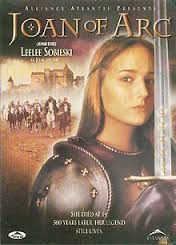 ALLIANCE ATLANTIS PRESENTS
JOAN OF ARC
LEELEE SOBIESKI
SHE DIED AT 19
500 YEARS LATER, HER LEGEND
STILL LIVES.